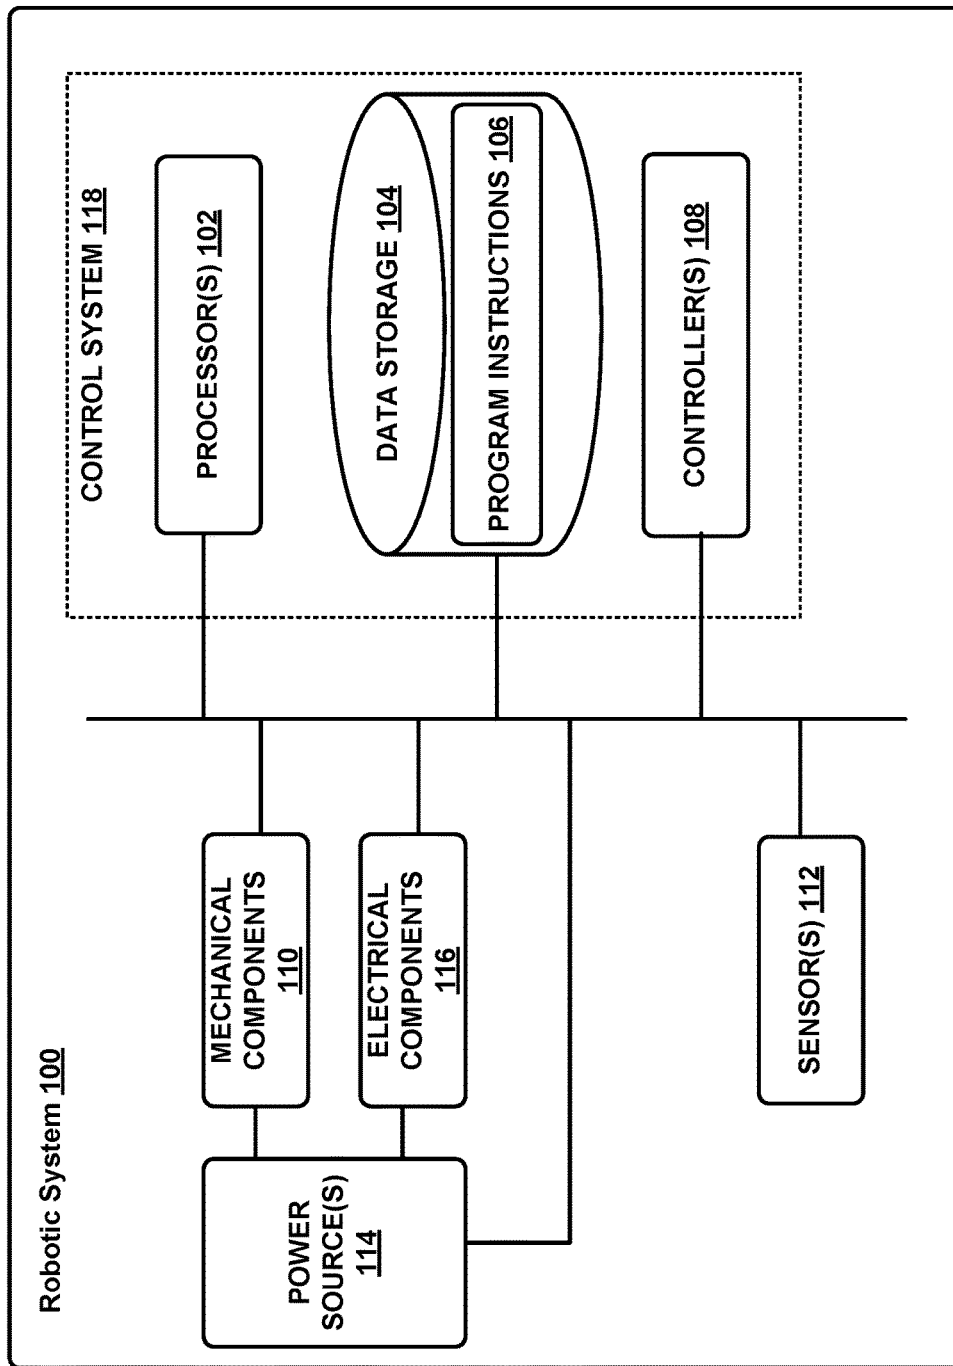 Robotic System 100
CONTROL SYSTEM 118
PROCESSOR(S) 102
DATA STORAGE 104
PROGRAM INSTRUCTIONS 106
CONTROLLER(S) 108
MECHANICAL
COMPONENTS
110
ELECTRICAL
COMPONENTS
116
POWER
SOURCE(S)
114
SENSOR(S) 112